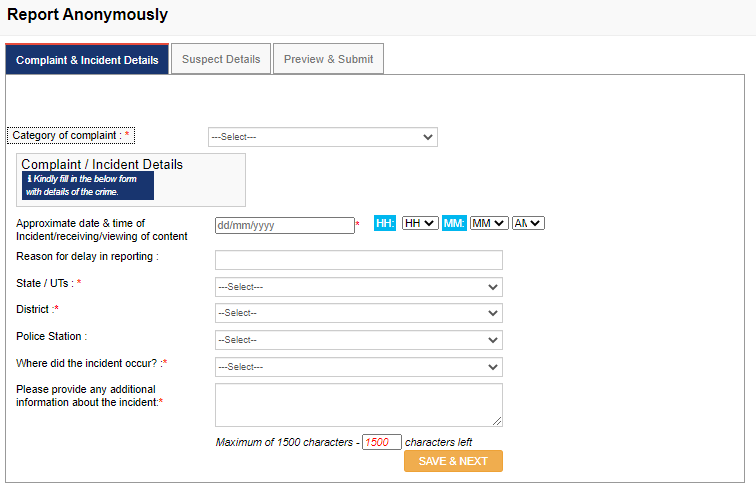 Report Anonymously
Complaint & Incident Details Suspect Details Preview & Submit
Category of complaint : * ---Select---
Complaint / Incident Details
ℹ Kindly fill in the below form
with details of the crime.
Approximate date & time of
Incident/receiving/viewing of content dd/mm/yyyy * HH: HH MM: MM AM
Reason for delay in reporting :
State / UTs : * ---Select---
District :* --Select--
Police Station : --Select--
Where did the incident occur? :* ---Select---
Please provide any additional
information about the incident:*
Maximum of 1500 characters - 1500 characters left
SAVE & NEXT